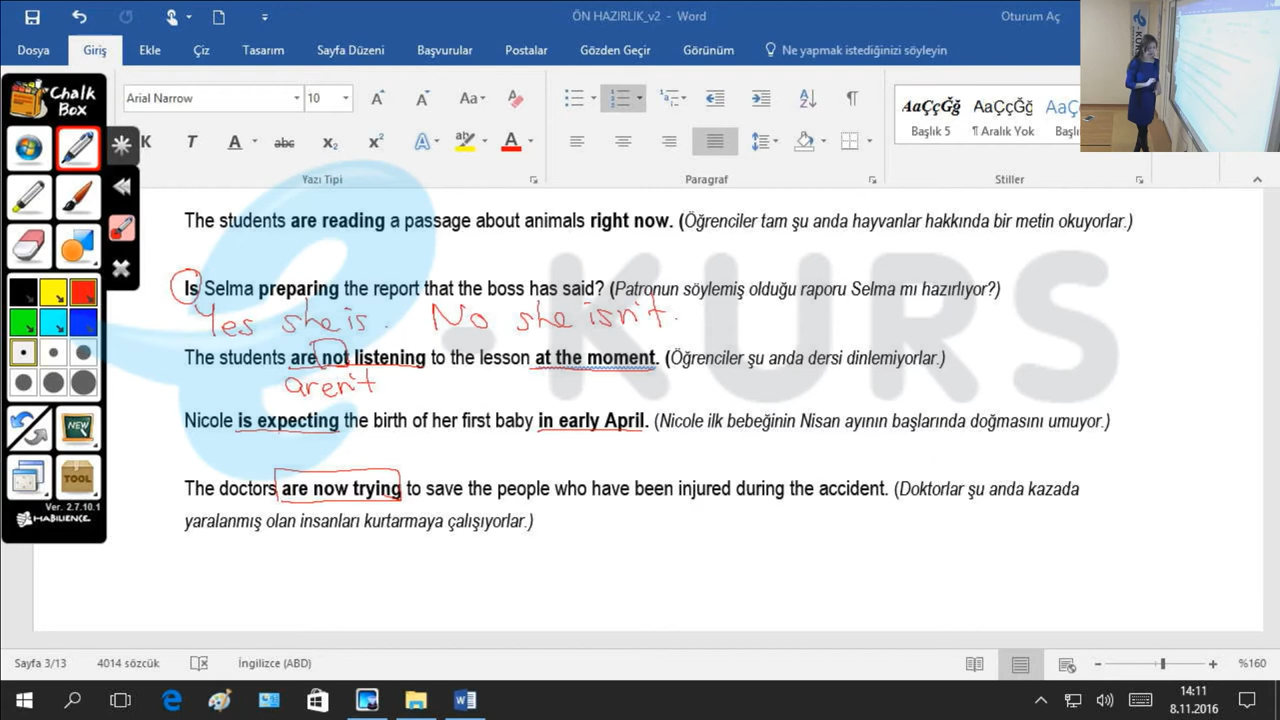 ÖN HAZIRLIK_v2 - Word
Oturum Aç
Dosya Giriş Ekle Çiz Tasarım Sayfa Düzeni Başvurular Postalar Gözden Geçir Görünüm Ne yapmak istediğinizi söyleyin
Chalk Box
Arial Narrow 10
Aa
K T A abc x₂ x² A A
AaÇçĞğ AaÇçĞğ AaÇç
Başlık 5 ¶ Aralık Yok Başlı
Yazı Tipi Paragraf Stiller
The students are reading a passage about animals right now. (Öğrenciler tam şu anda hayvanlar hakkında bir metin okuyorlar.)
Is Selma preparing the report that the boss has said? (Patronun söylemiş olduğu raporu Selma mı hazırlıyor?)
Yes she is. No she isn't.
The students are not listening to the lesson at the moment. (Öğrenciler şu anda dersi dinlemiyorlar.)
aren't
Nicole is expecting the birth of her first baby in early April. (Nicole ilk bebeğinin Nisan ayının başlarında doğmasını umuyor.)
The doctors are now trying to save the people who have been injured during the accident. (Doktorlar şu anda kazada
yaralanmış olan insanları kurtarmaya çalışıyorlar.)
e-KURS
NEW
TOOL
Ver. 2.7.10.1
MABILIENCE
Sayfa 3/13 4014 sözcük İngilizce (ABD) %160
14:11
8.11.2016